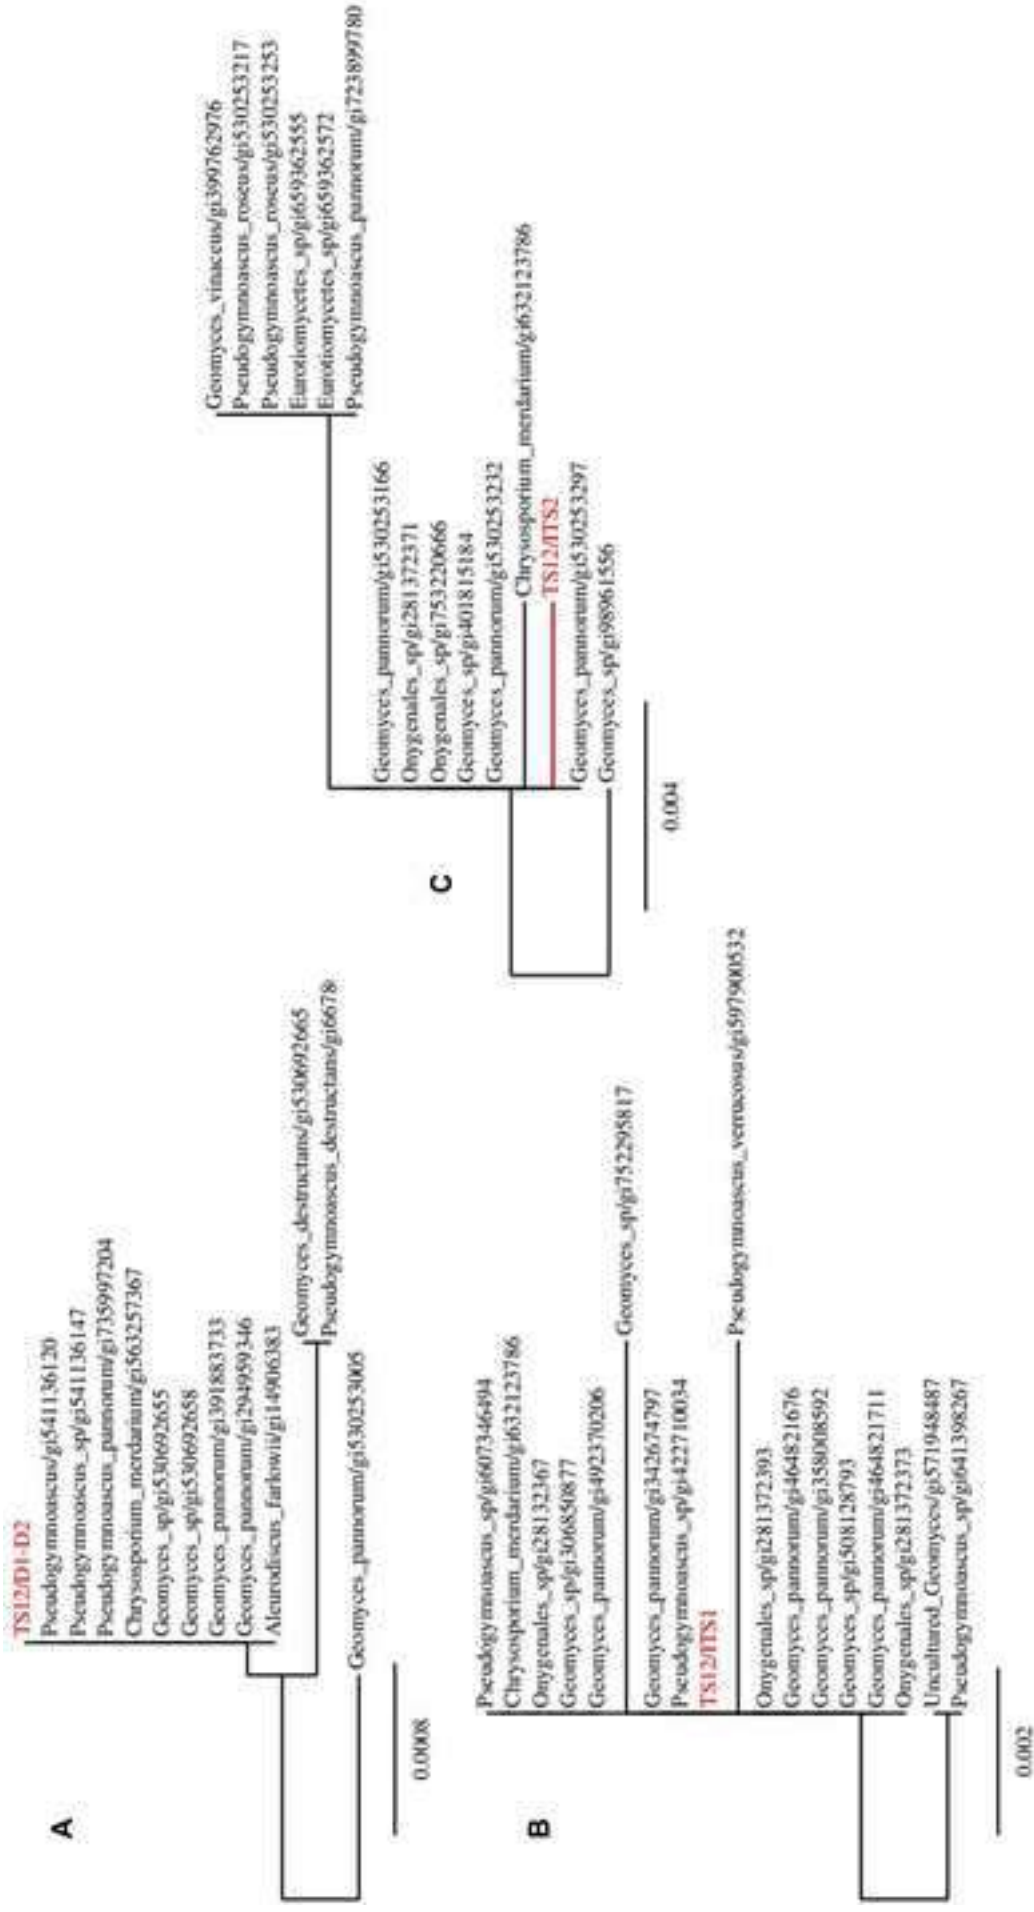 A
TS12/D1-D2
Pseudogymnoascus/gi541136120
Pseudogymnoascus_sp/gi541136147
Pseudogymnoascus_pannorum/gi735997204
Chrysosporium_merdarium/gi563257367
Geomyces_sp/gi530692655
Geomyces_sp/gi530692658
Geomyces_pannorum/gi391883733
Geomyces_pannorum/gi294959346
Aleurodiscus_farlowii/gi14906383
Geomyces_destructans/gi530692665
Pseudogymnoascus_destructans/gi6678
Geomyces_pannorum/gi530253005
0.0008
B
Pseudogymnoascus_sp/gi607346494
Chrysosporium_merdarium/gi632123786
Onygenales_sp/gi28132367
Geomyces_sp/gi306850877
Geomyces_pannorum/gi492370206
Geomyces_sp/gi752295817
Geomyces_pannorum/gi342674797
Pseudogymnoascus_sp/gi422710034
TS12/ITS1
Pseudogymnoascus_verrucosus/gi597900532
Onygenales_sp/gi281372393
Geomyces_pannorum/gi464821676
Geomyces_pannorum/gi358008592
Geomyces_sp/gi508128793
Geomyces_pannorum/gi464821711
Onygenales_sp/gi281372373
Uncultured_Geomyces/gi571948487
Pseudogymnoascus_sp/gi641398267
0.002
C
Geomyces_vinaceus/gi399762976
Pseudogymnoascus_roseus/gi530253217
Pseudogymnoascus_roseus/gi530253253
Eurotiomycetes_sp/gi659362555
Eurotiomycetes_sp/gi659362572
Pseudogymnoascus_pannorum/gi723899780
Geomyces_pannorum/gi530253166
Onygenales_sp/gi281372371
Onygenales_sp/gi753220666
Geomyces_sp/gi401815184
Geomyces_pannorum/gi530253232
Chrysosporium_merdarium/gi632123786
TS12/ITS2
Geomyces_pannorum/gi530253297
Geomyces_sp/gi98961556
0.004